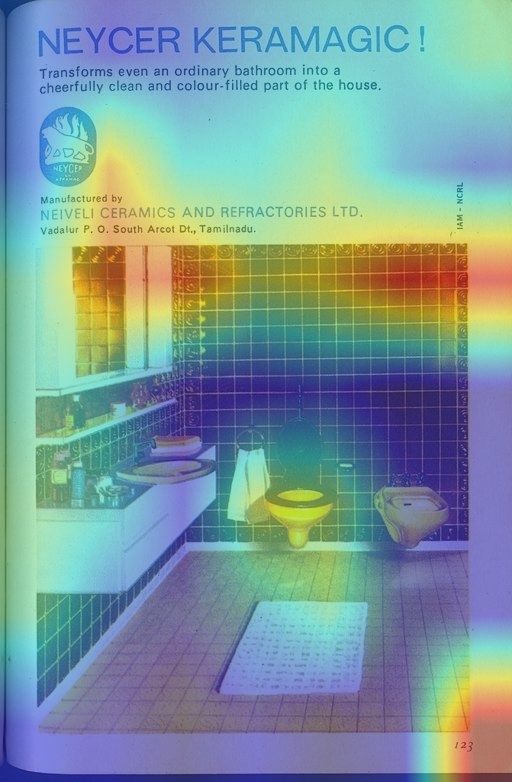 NEYCER KERAMAGIC!
Transforms even an ordinary bathroom into a
cheerfully clean and colour-filled part of the house.
NEYCER
Manufactured by
NEIVELI CERAMICS AND REFRACTORIES LTD.
Vadalur P. O. South Arcot Dt., Tamilnadu.
IAM - NCRL
123